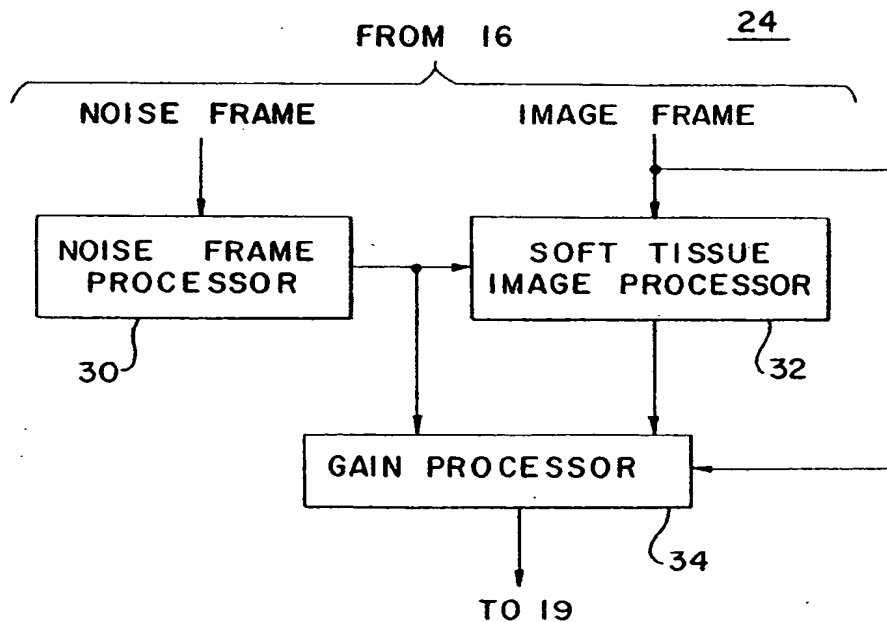 FROM 16
24
NOISE FRAME
IMAGE FRAME
NOISE FRAME
PROCESSOR
SOFT TISSUE
IMAGE PROCESSOR
30
32
GAIN PROCESSOR
34
TO 19